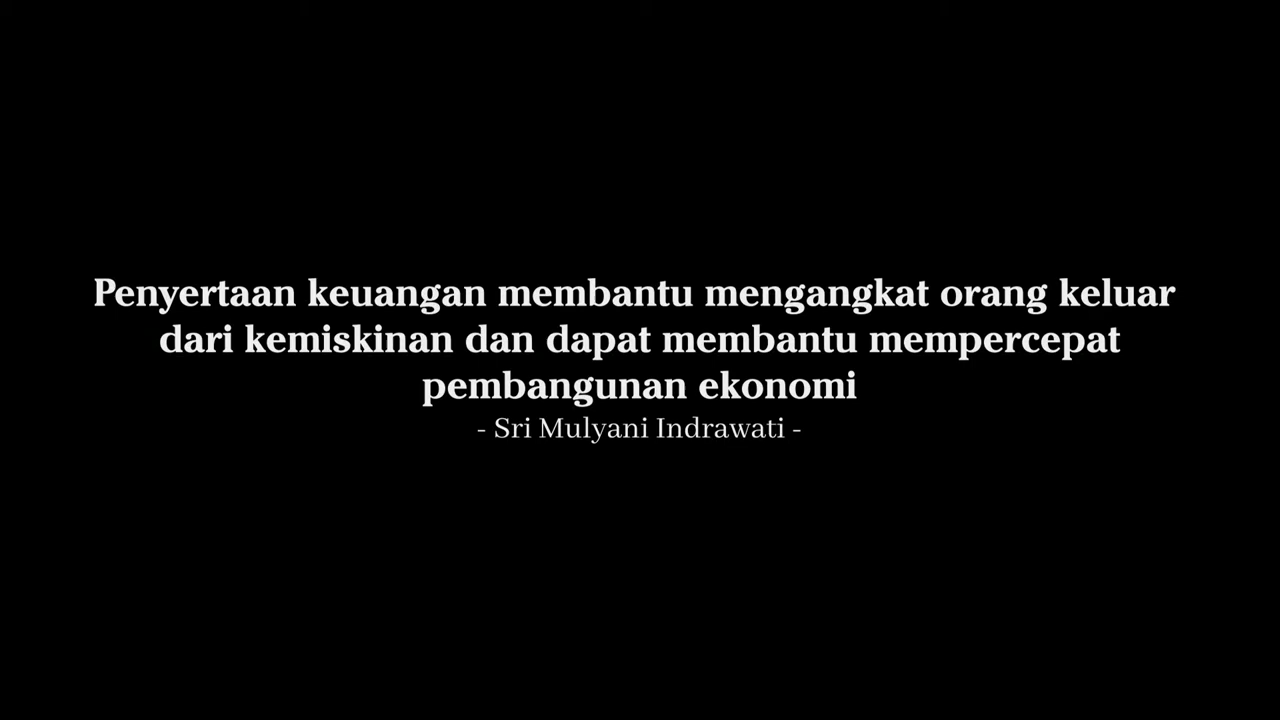 Penyertaan keuangan membantu mengangkat orang keluar
dari kemiskinan dan dapat membantu mempercepat
pembangunan ekonomi
- Sri Mulyani Indrawati -